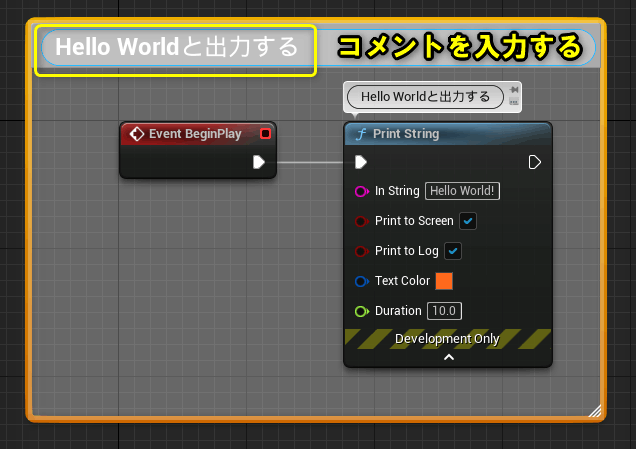 Hello Worldと出力する コメントを入力する
Hello Worldと出力する
Event BeginPlay
Print String
In String Hello World!
Print to Screen
Print to Log
Text Color
Duration 10.0
Development Only